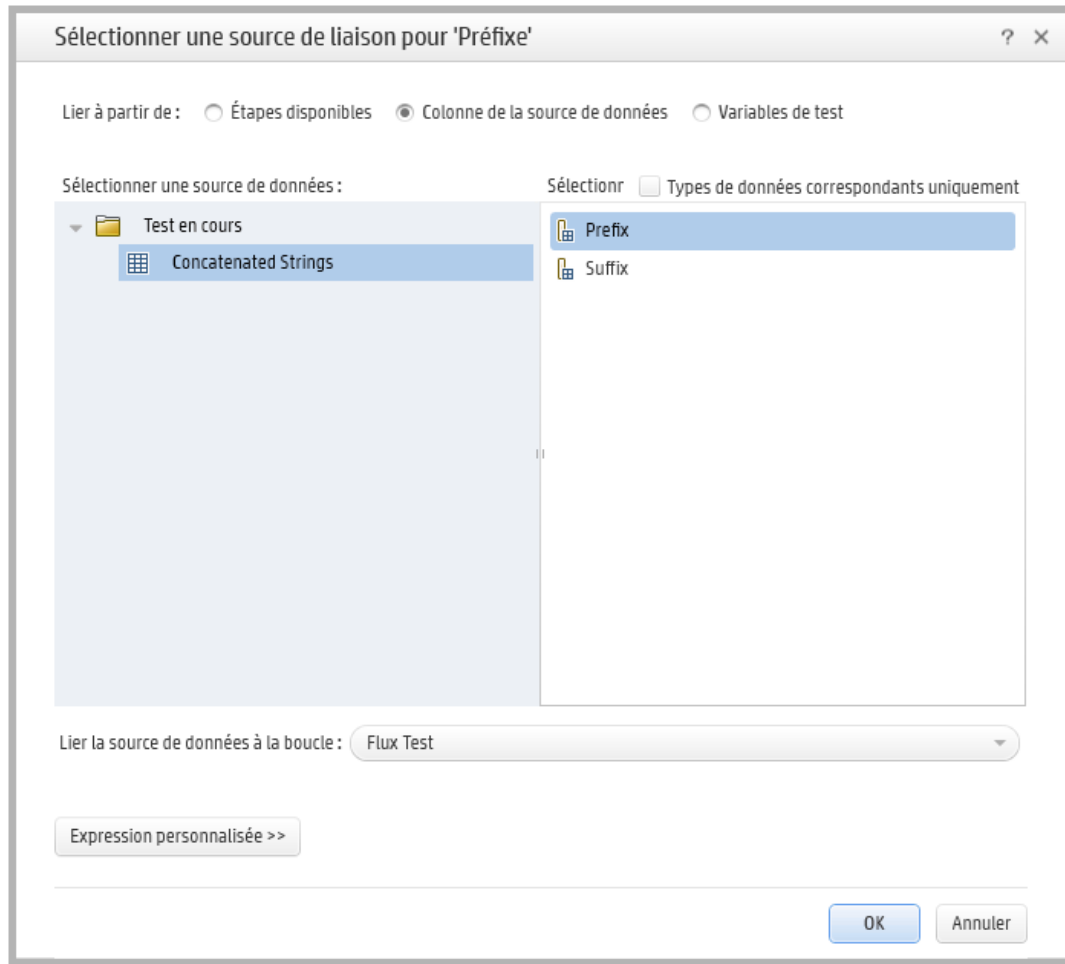 Sélectionner une source de liaison pour 'Préfixe' ? ×
Lier à partir de : Étapes disponibles Colonne de la source de données Variables de test
Sélectionner une source de données : Sélectionr Types de données correspondants uniquement
Test en cours Prefix
Concatenated Strings
Suffix
Lier la source de données à la boucle : Flux Test
Expression personnalisée >>
OK Annuler